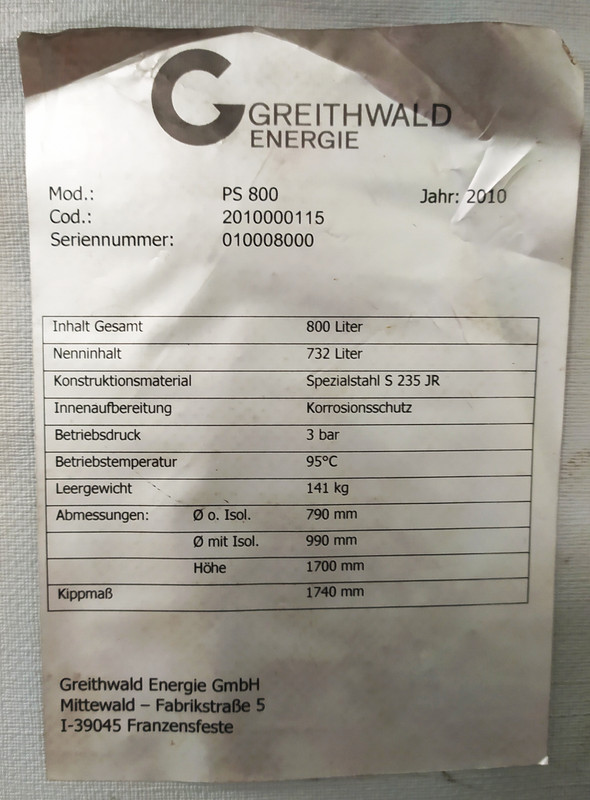 GREITHWALD
ENERGIE
Mod.: PS 800 Jahr: 2010
Cod.: 2010000115
Seriennummer: 010008000
Inhalt Gesamt 800 Liter
Nenninhalt 732 Liter
Konstruktionsmaterial Spezialstahl S 235 JR
Innenaufbereitung Korrosionsschutz
Betriebsdruck 3 bar
Betriebstemperatur 95°C
Leergewicht 141 kg
Abmessungen: Ø o. Isol. 790 mm
Ø mit Isol. 990 mm
Höhe 1700 mm
Kippmaß 1740 mm
Greithwald Energie GmbH
Mittewald – Fabrikstraße 5
I-39045 Franzensfeste